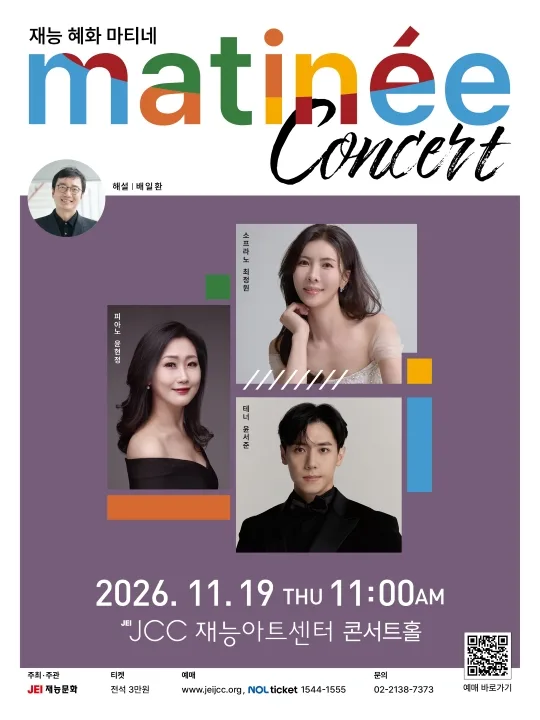 재능 혜화 마티네
matinée
Concert
해설 | 배일환
소프라노 최정원
피아노 윤현정
테너 윤서준
2026. 11. 19 THU 11:00AM
JEI JCC 재능아트센터 콘서트홀
주최·주관
JEI 재능문화
티켓
전석 3만원
예매
www.jeijcc.org, NOL ticket 1544-1555
문의
02-2138-7373
예매 바로가기